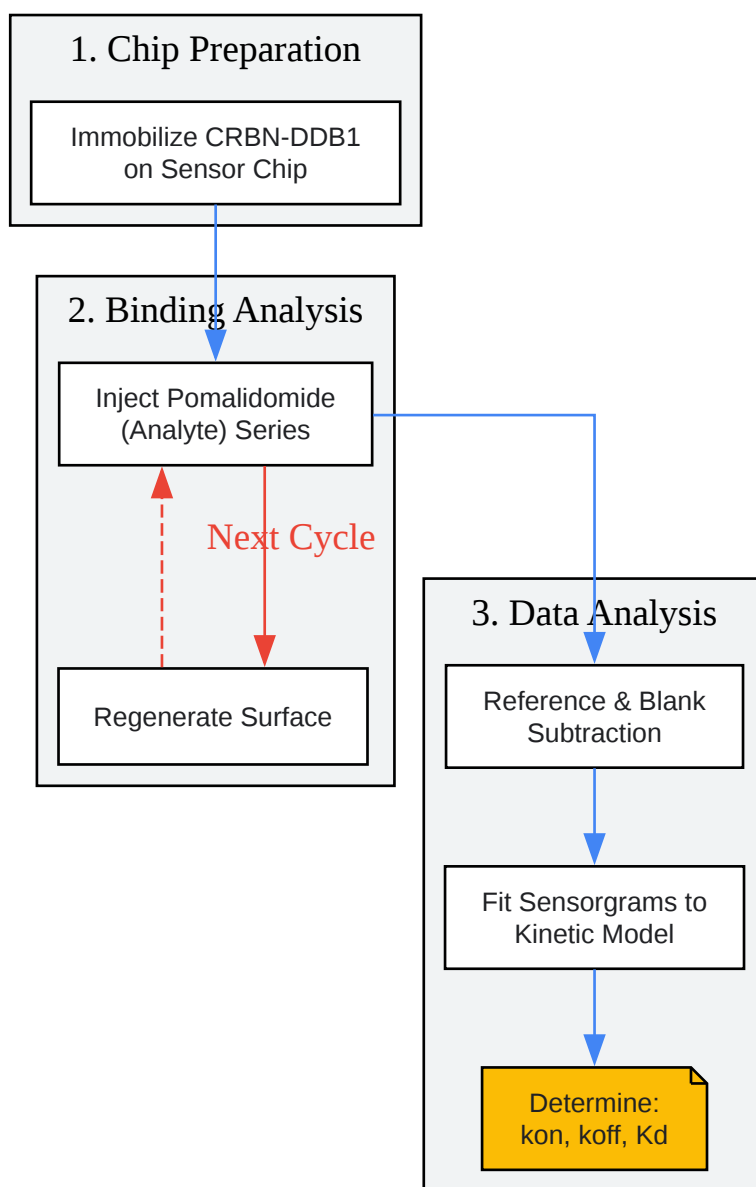 1. Chip Preparation
Immobilize CRBN-DDB1
on Sensor Chip
2. Binding Analysis
Inject Pomalidomide
(Analyte) Series
Next Cycle
Regenerate Surface
3. Data Analysis
Reference & Blank
Subtraction
Fit Sensorgrams to
Kinetic Model
Determine:
kon, koff, Kd